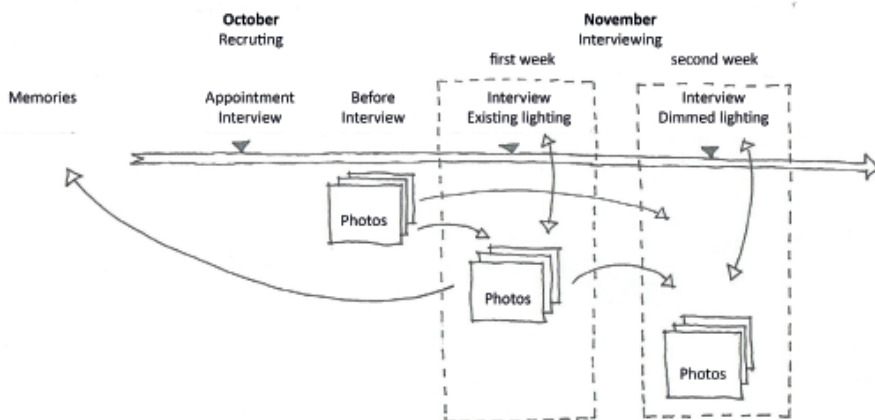 October
Recruting
November
Interviewing
first week
second week
Memories
Appointment
Interview
Before
Interview
Interview
Existing lighting
Interview
Dimmed lighting
Photos
Photos
Photos